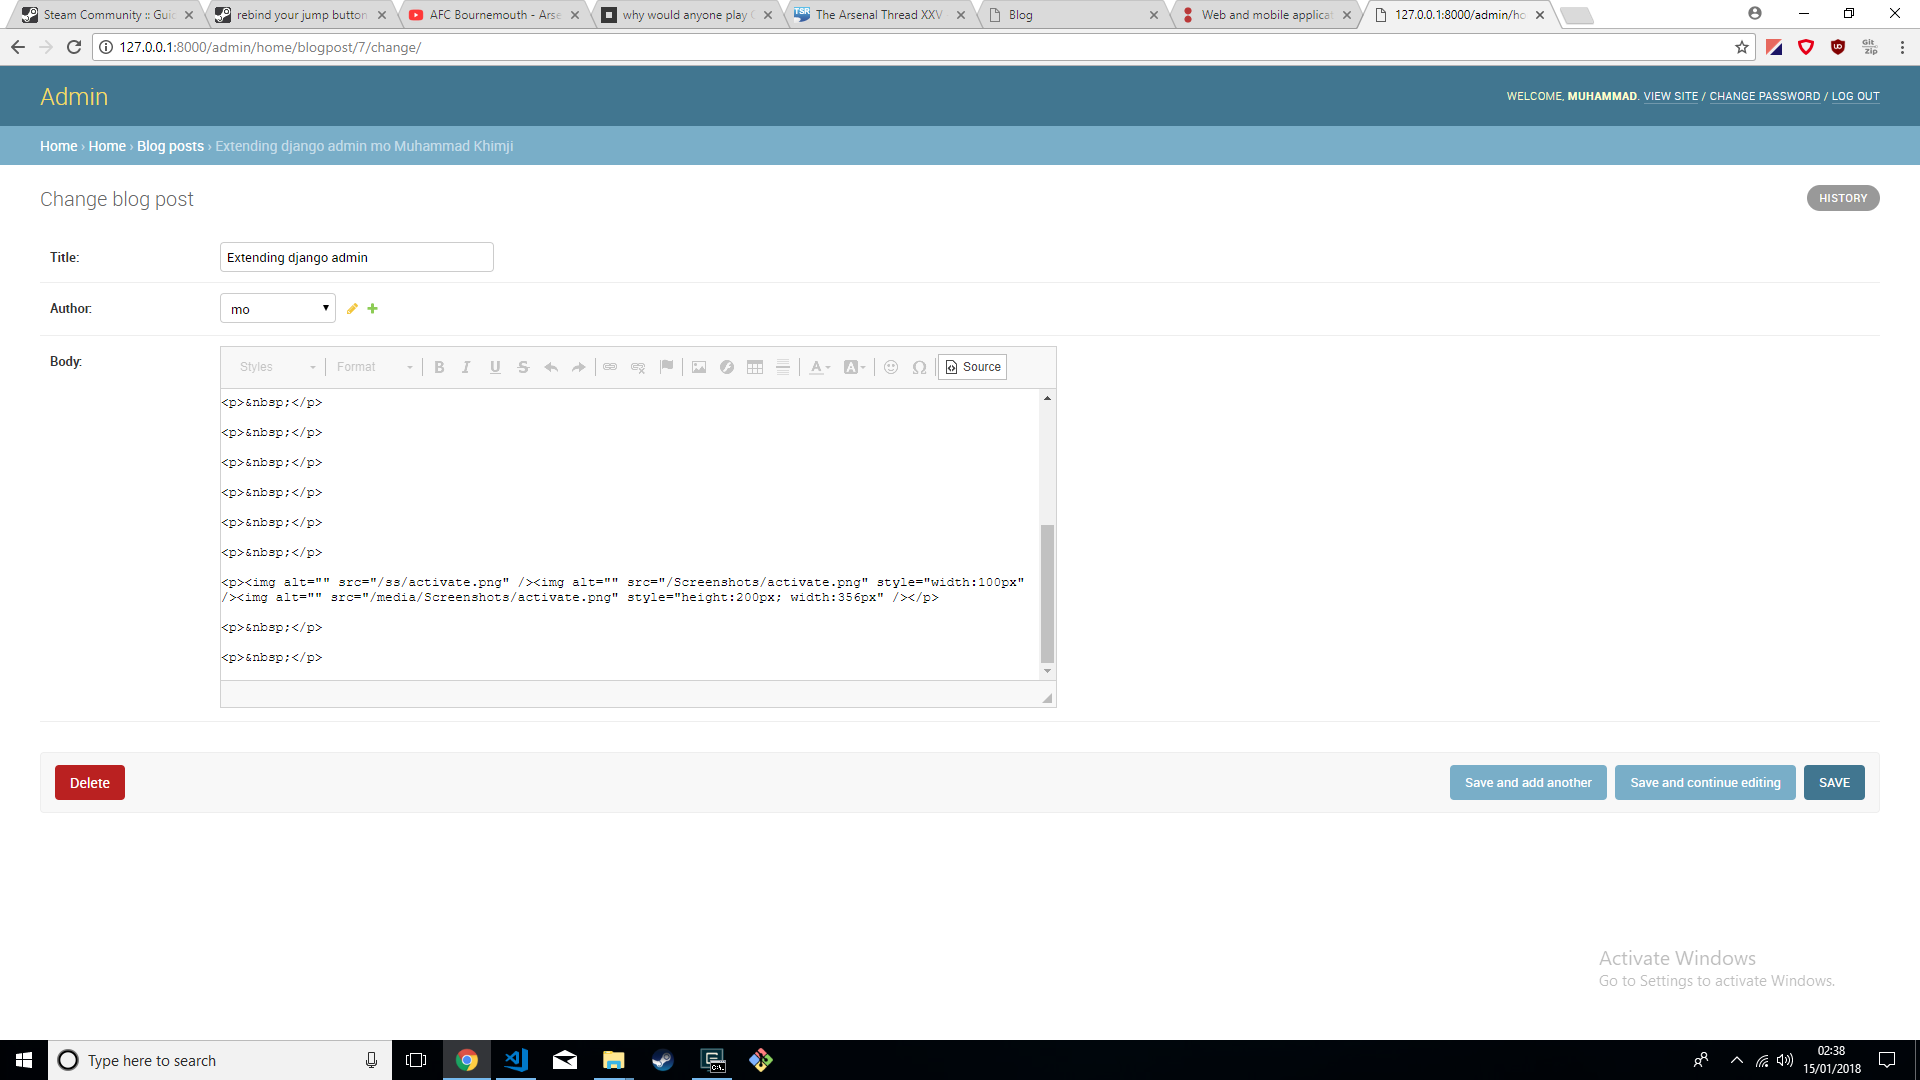 Steam Community :: Guid
rebind your jump button
AFC Bournemouth - Arse
why would anyone play
The Arsenal Thread XXV
Blog
Web and mobile applicat
127.0.0.1:8000/admin/ho
127.0.0.1:8000/admin/home/blogpost/7/change/
Git
Zip
Admin
WELCOME, MUHAMMAD. VIEW SITE / CHANGE PASSWORD / LOG OUT
Home › Home › Blog posts › Extending django admin mo Muhammad Khimji
Change blog post
HISTORY
Title:
Extending django admin
Author:
mo
Body:
Styles
Format
B I U S
A
A
Ω
Source
<p>&nbsp;</p>
<p>&nbsp;</p>
<p>&nbsp;</p>
<p>&nbsp;</p>
<p>&nbsp;</p>
<p>&nbsp;</p>
<p><img alt="" src="/ss/activate.png" /><img alt="" src="/Screenshots/activate.png" style="width:100px"
/><img alt="" src="/media/Screenshots/activate.png" style="height:200px; width:356px" /></p>
<p>&nbsp;</p>
<p>&nbsp;</p>
Delete
Save and add another
Save and continue editing
SAVE
Activate Windows
Go to Settings to activate Windows.
Type here to search
02:38
15/01/2018